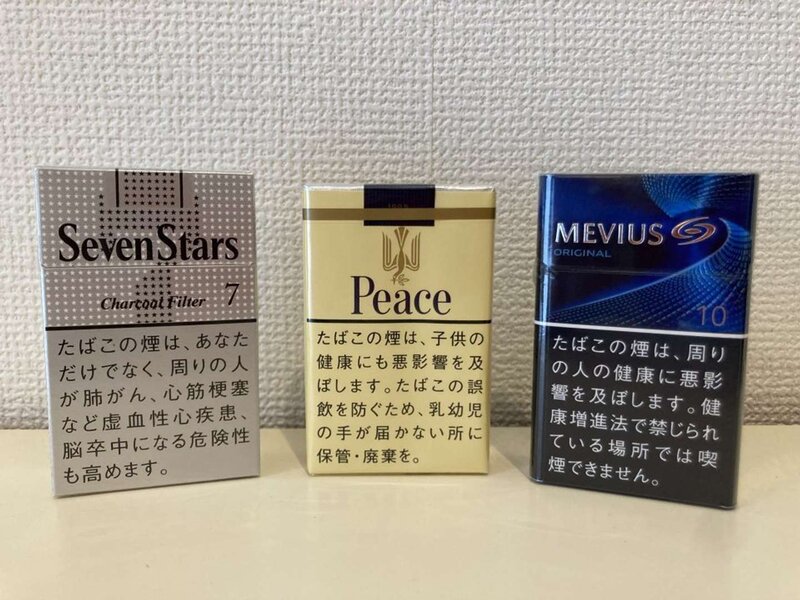 SevenStars
Charcoal Filter 7
たばこの煙は、あなた
だけでなく、周りの人
が肺がん、心筋梗塞
など虚血性心疾患、
脳卒中になる危険性
も高めます。
Peace
たばこの煙は、子供の
健康にも悪影響を及
ぼします。たばこの誤
飲を防ぐため、乳幼児
の手が届かない所に
保管・廃棄を。
MEVIUS
ORIGINAL
10
たばこの煙は、周り
の人の健康に悪影
響を及ぼします。健
康増進法で禁じられ
ている場所では喫
煙できません。